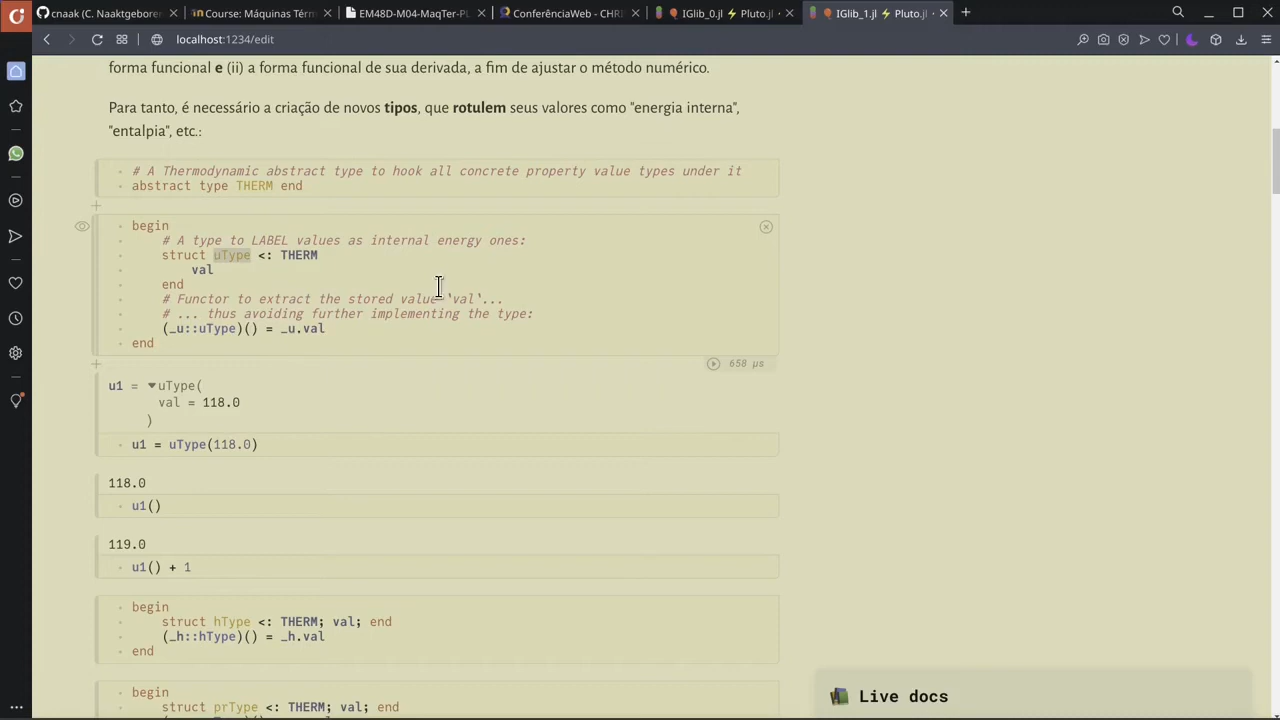 cnaak (C. Naaktgeboren
Course: Máquinas Térm
EM48D-M04-MaqTer-PL
ConferênciaWeb - CHR
IGlib_0.jl ⚡ Pluto.jl
IGlib_1.jl ⚡ Pluto.jl
localhost:1234/edit
forma funcional e (ii) a forma funcional de sua derivada, a fim de ajustar o método numérico.
Para tanto, é necessário a criação de novos tipos, que rotulem seus valores como "energia interna",
"entalpia", etc.:
# A Thermodynamic abstract type to hook all concrete property value types under it
abstract type THERM end
begin
# A type to LABEL values as internal energy ones:
struct uType <: THERM
val
end
# Functor to extract the stored value `val`...
# ... thus avoiding further implementing the type:
(_u::uType)() = _u.val
end
658 μs
u1 = ▼uType(
val = 118.0
)
u1 = uType(118.0)
118.0
u1()
119.0
u1() + 1
begin
struct hType <: THERM; val; end
(_h::hType)() = _h.val
end
begin
struct prType <: THERM; val; end
Live docs